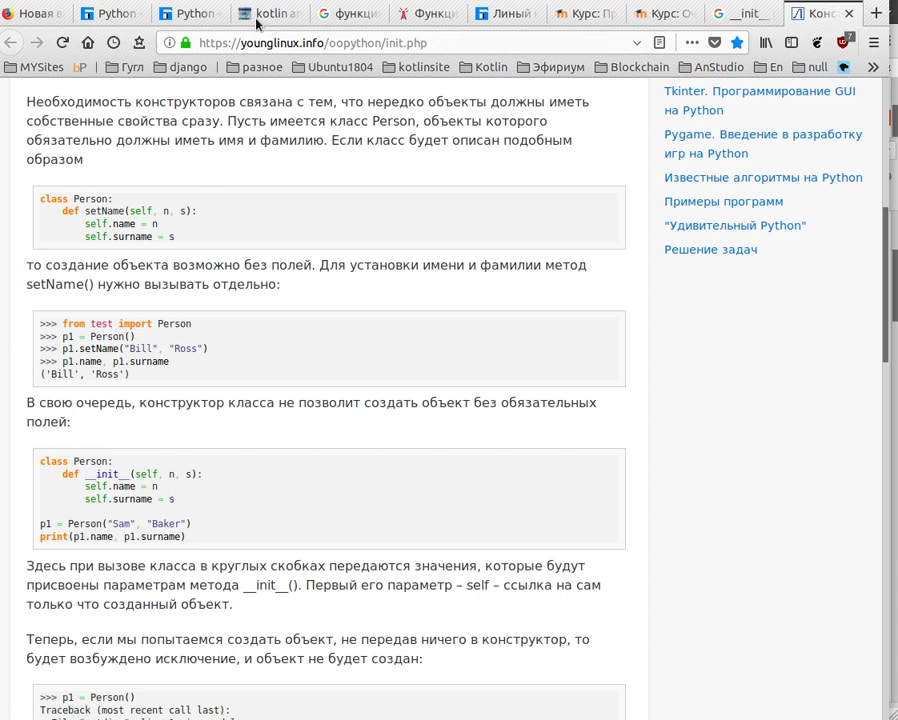 Новая в
Python
Python
kotlin an
функци
Функци
Линый
Курс: Пр
Курс: Оч
__init__
Конс
https://younglinux.info/oopython/init.php
7
MYSites
bP
Гугл
django
разное
Ubuntu1804
kotlinsite
Kotlin
Эфириум
Blockchain
AnStudio
En
null
Необходимость конструкторов связана с тем, что нередко объекты должны иметь
собственные свойства сразу. Пусть имеется класс Person, объекты которого
обязательно должны иметь имя и фамилию. Если класс будет описан подобным
образом
class Person:
    def setName(self, n, s):
        self.name = n
        self.surname = s
то создание объекта возможно без полей. Для установки имени и фамилии метод
setName() нужно вызывать отдельно:
>>> from test import Person
>>> p1 = Person()
>>> p1.setName("Bill", "Ross")
>>> p1.name, p1.surname
('Bill', 'Ross')
В свою очередь, конструктор класса не позволит создать объект без обязательных
полей:
class Person:
    def __init__(self, n, s):
        self.name = n
        self.surname = s
p1 = Person("Sam", "Baker")
print(p1.name, p1.surname)
Здесь при вызове класса в круглых скобках передаются значения, которые будут
присвоены параметрам метода __init__(). Первый его параметр – self – ссылка на сам
только что созданный объект.
Теперь, если мы попытаемся создать объект, не передав ничего в конструктор, то
будет возбуждено исключение, и объект не будет создан:
>>> p1 = Person()
Traceback (most recent call last):
Tkinter. Программирование GUI
на Python
Pygame. Введение в разработку
игр на Python
Известные алгоритмы на Python
Примеры программ
"Удивительный Python"
Решение задач